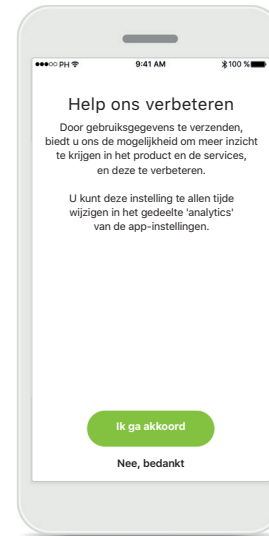 ●●●○○ PH 9:41 AM 100 %
Help ons verbeteren
Door gebruiksgegevens te verzenden,
biedt u ons de mogelijkheid om meer inzicht
te krijgen in het product en de services,
en deze te verbeteren.
U kunt deze instelling te allen tijde
wijzigen in het gedeelte 'analytics'
van de app-instellingen.
Ik ga akkoord
Nee, bedankt